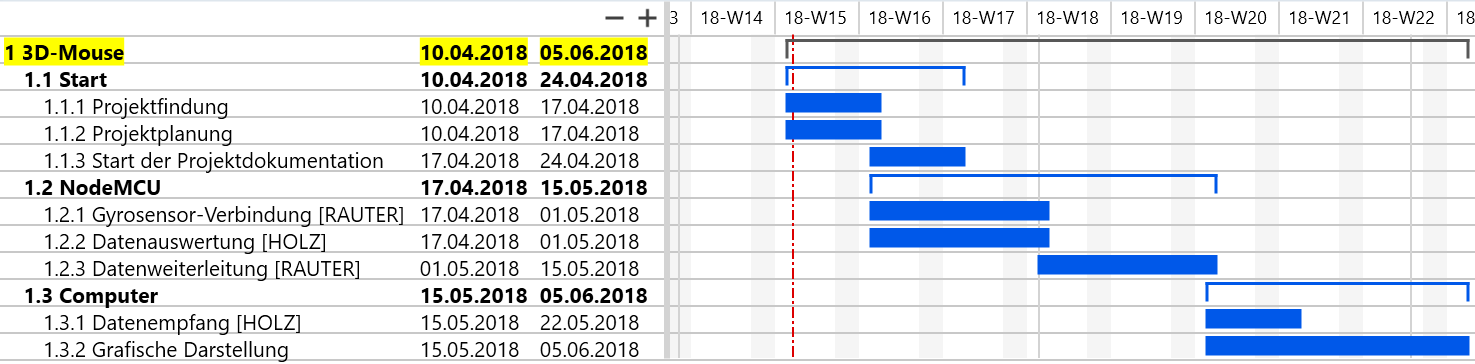 − + 3 18-W14 18-W15 18-W16 18-W17 18-W18 18-W19 18-W20 18-W21 18-W22 18
1 3D-Mouse 10.04.2018 05.06.2018
1.1 Start 10.04.2018 24.04.2018
1.1.1 Projektfindung 10.04.2018 17.04.2018
1.1.2 Projektplanung 10.04.2018 17.04.2018
1.1.3 Start der Projektdokumentation 17.04.2018 24.04.2018
1.2 NodeMCU 17.04.2018 15.05.2018
1.2.1 Gyrosensor-Verbindung [RAUTER] 17.04.2018 01.05.2018
1.2.2 Datenauswertung [HOLZ] 17.04.2018 01.05.2018
1.2.3 Datenweiterleitung [RAUTER] 01.05.2018 15.05.2018
1.3 Computer 15.05.2018 05.06.2018
1.3.1 Datenempfang [HOLZ] 15.05.2018 22.05.2018
1.3.2 Grafische Darstellung 15.05.2018 05.06.2018